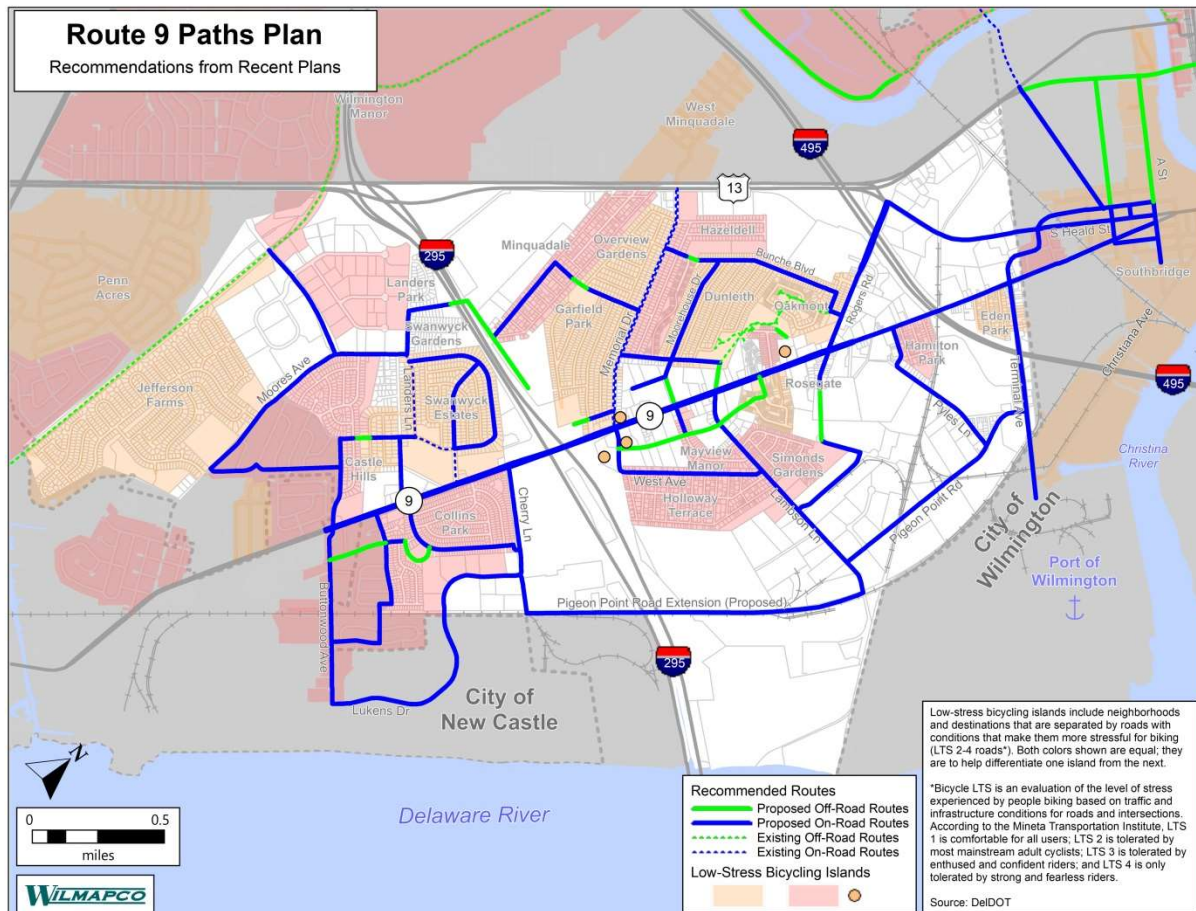 Route 9 Paths Plan
Recommendations from Recent Plans
Wilmington
Manor
West
Minquadale
495
A St
13
Hazeldell
S Heald St
Minquadale
Overview
Gardens
295
Bunche Blvd
Southbridge
Penn
Acres
Landers
Park
Garfield
Park
Moorehouse Dr
Dunleith
Oakmont
Rogers Rd
Eden
Park
Christiana Ave
Swanwyck
Gardens
Memorial Dr
Hamilton
Park
Terminal Ave
495
Jefferson
Farms
Moores Ave
Landers Ln
Swanwyck
Estates
Rosegate
9
Pyles Ln
Castle
Hills
Mayview
Manor
Simonds
Gardens
Christina
River
9
Collins
Park
Cherry Ln
West Ave
Holloway
Terrace
Lambson Ln
Pigeon Point Rd
City of
Wilmington
Port of
Wilmington
Buttonwood Ave
Pigeon Point Road Extension (Proposed)
295
City of
New Castle
Lukens Dr
N
Delaware River
0 0.5
miles
WILMAPCO
Recommended Routes
Proposed Off-Road Routes
Proposed On-Road Routes
Existing Off-Road Routes
Existing On-Road Routes
Low-Stress Bicycling Islands
Low-stress bicycling islands include neighborhoods
and destinations that are separated by roads with
conditions that make them more stressful for biking
(LTS 2-4 roads*). Both colors shown are equal; they
are to help differentiate one island from the next.
*Bicycle LTS is an evaluation of the level of stress
experienced by people biking based on traffic and
infrastructure conditions for roads and intersections.
According to the Mineta Transportation Institute, LTS
1 is comfortable for all users; LTS 2 is tolerated by
most mainstream adult cyclists; LTS 3 is tolerated by
enthused and confident riders; and LTS 4 is only
tolerated by strong and fearless riders.
Source: DelDOT